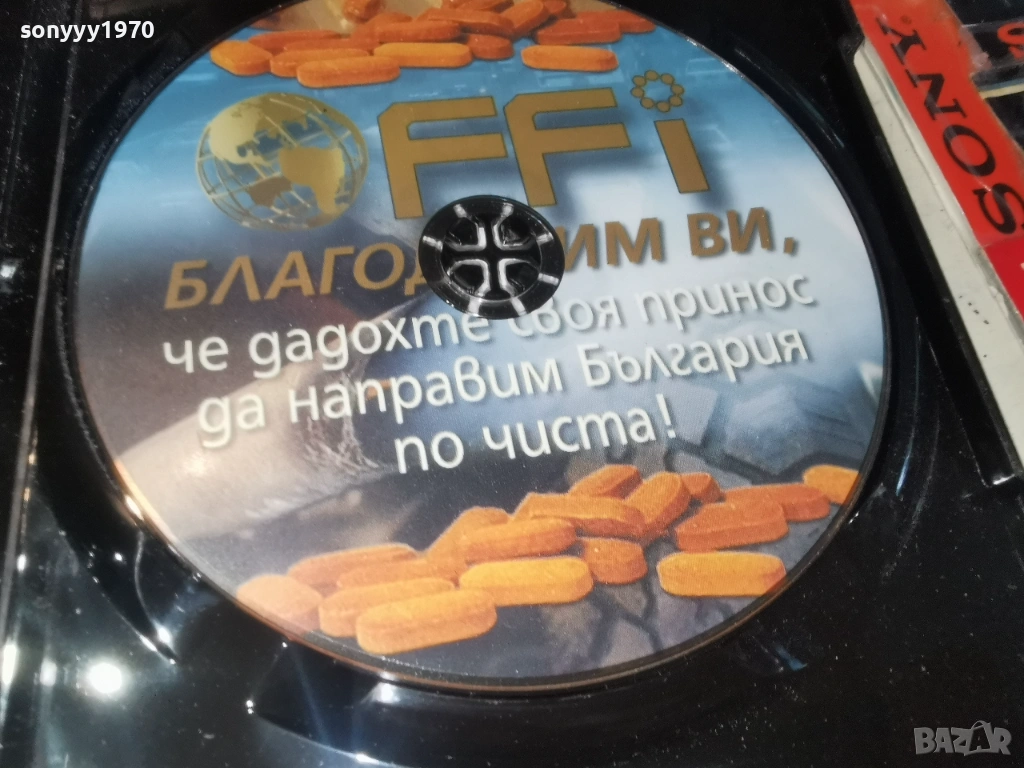 sonyyy1970
FFi
БЛАГОД ИМ ВИ,
че дадохте своя принос
да направим България
по чиста!
SONY
BAZAR